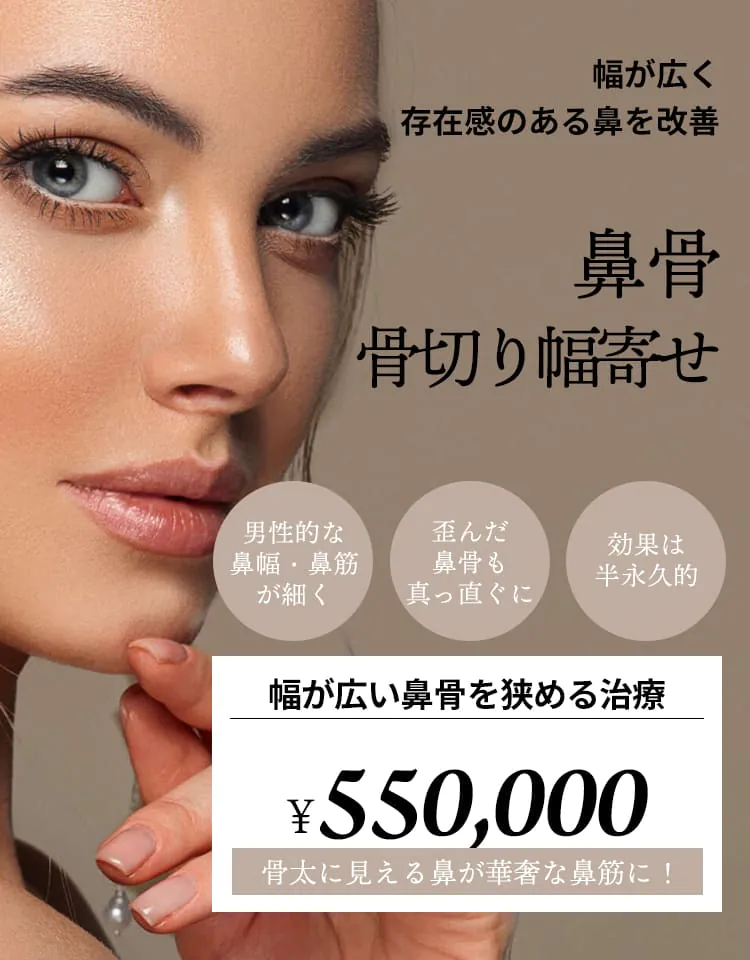 幅が広く
存在感のある鼻を改善
鼻骨
骨切り幅寄せ
男性的な
鼻幅・鼻筋
が細く
歪んだ
鼻骨も
真っ直ぐに
効果は
半永久的
幅が広い鼻骨を狭める治療
¥550,000
骨太に見える鼻が華奢な鼻筋に！